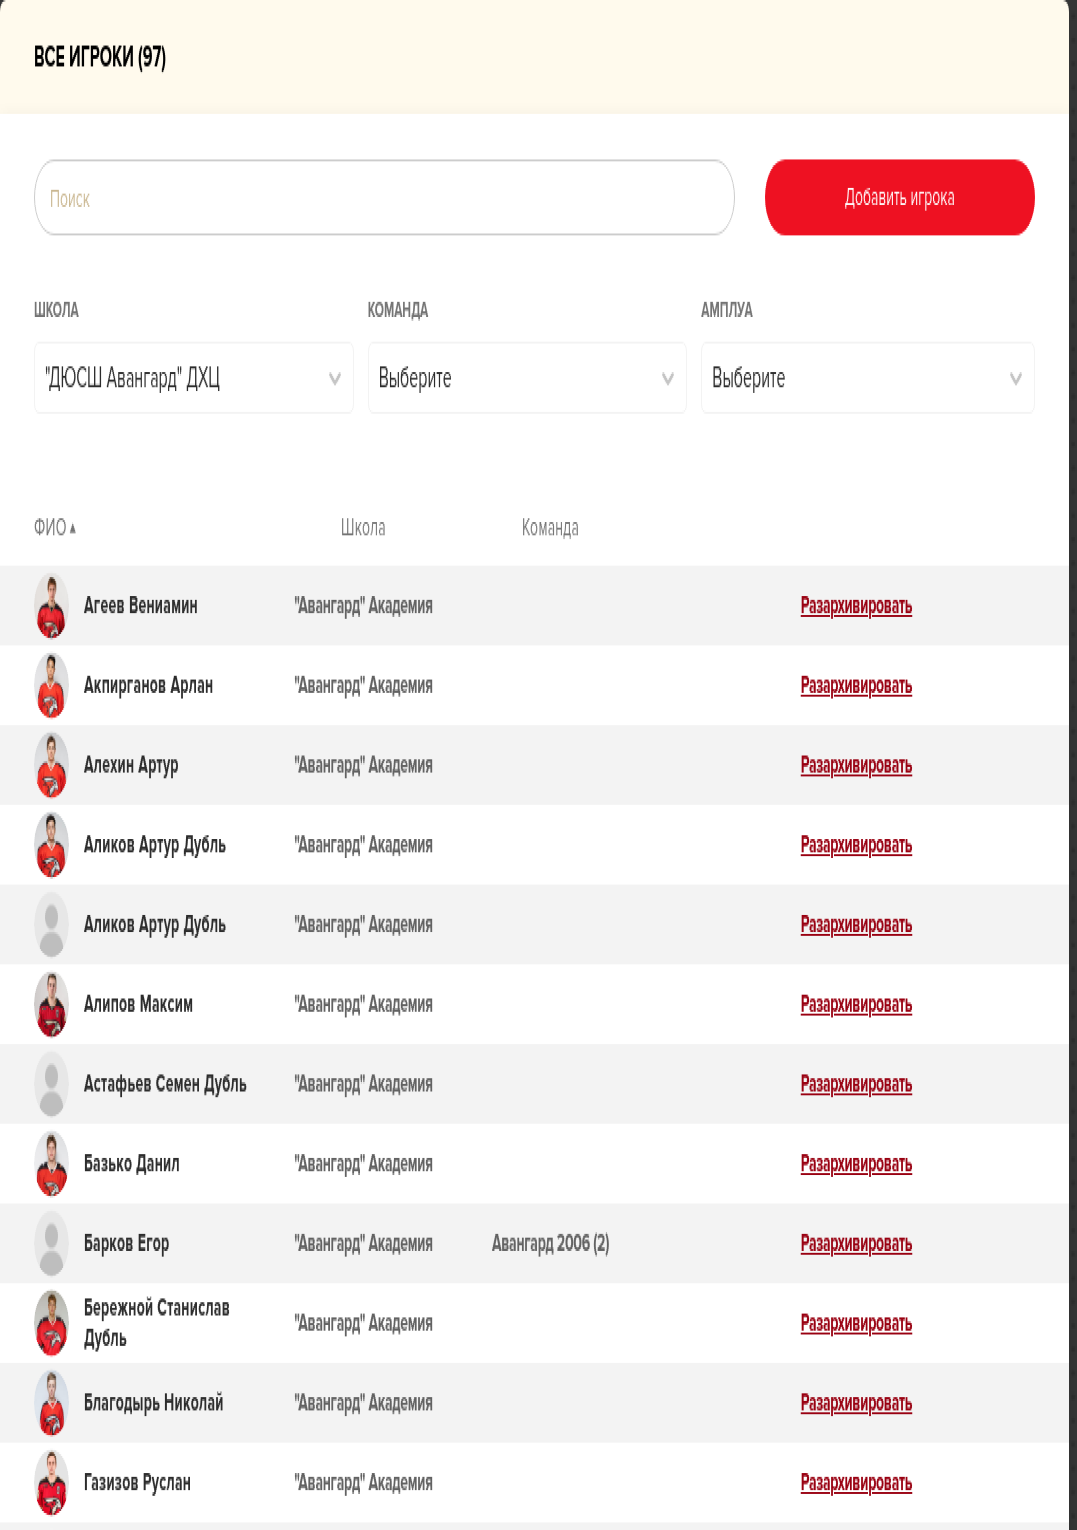 ВСЕ ИГРОКИ (97)
Поиск
Добавить игрока
ШКОЛА
КОМАНДА
АМПЛУА
"ДЮСШ Авангард" ДХЦ
Выберите
Выберите
ФИО ▴ Школа Команда
Агеев Вениамин "Авангард" Академия Разархивировать
Акпирганов Арлан "Авангард" Академия Разархивировать
Алехин Артур "Авангард" Академия Разархивировать
Аликов Артур Дубль "Авангард" Академия Разархивировать
Аликов Артур Дубль "Авангард" Академия Разархивировать
Алипов Максим "Авангард" Академия Разархивировать
Астафьев Семен Дубль "Авангард" Академия Разархивировать
Базько Данил "Авангард" Академия Разархивировать
Барков Егор "Авангард" Академия Авангард 2006 (2) Разархивировать
Бережной Станислав
Дубль
"Авангард" Академия Разархивировать
Благодырь Николай "Авангард" Академия Разархивировать
Газизов Руслан "Авангард" Академия Разархивировать